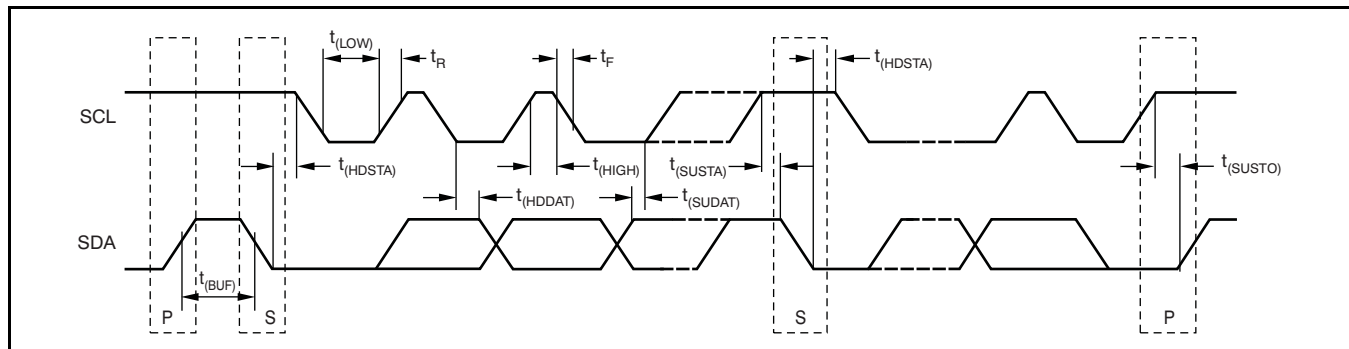 t(LOW)
tR
tF
t(HDSTA)
SCL
t(HDSTA)
t(HIGH)
t(SUSTA)
t(SUSTO)
t(HDDAT)
t(SUDAT)
SDA
t(BUF)
P
S
S
P